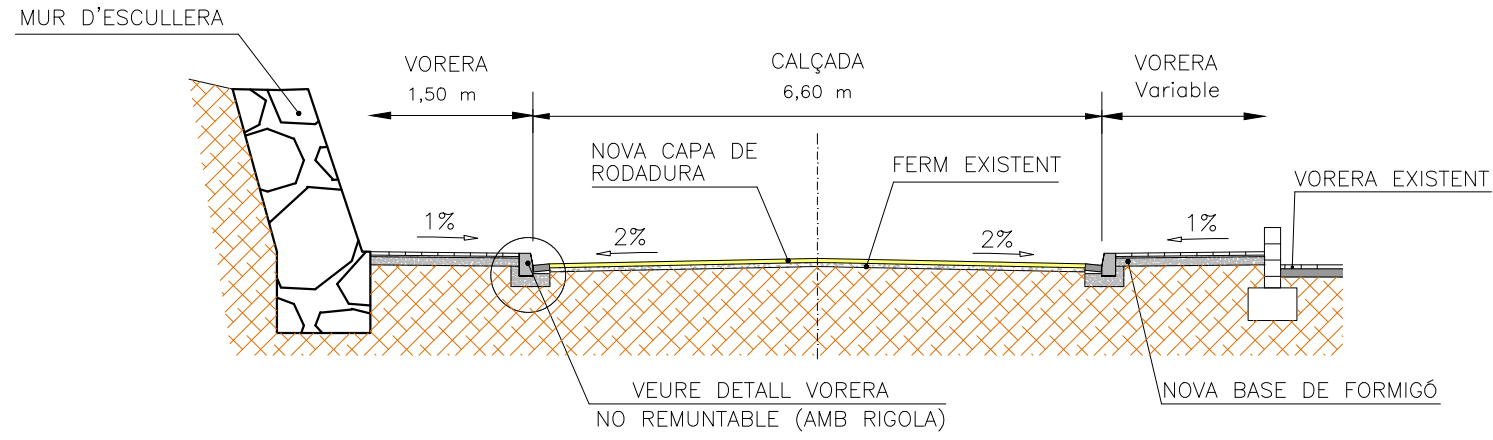 MUR D'ESCULLERA
VORERA
1,50 m
CALÇADA
6,60 m
VORERA
Variable
NOVA CAPA DE
RODADURA
FERM EXISTENT
VORERA EXISTENT
1%
2%
2%
1%
VEURE DETALL VORERA
NO REMUNTABLE (AMB RIGOLA)
NOVA BASE DE FORMIGÓ